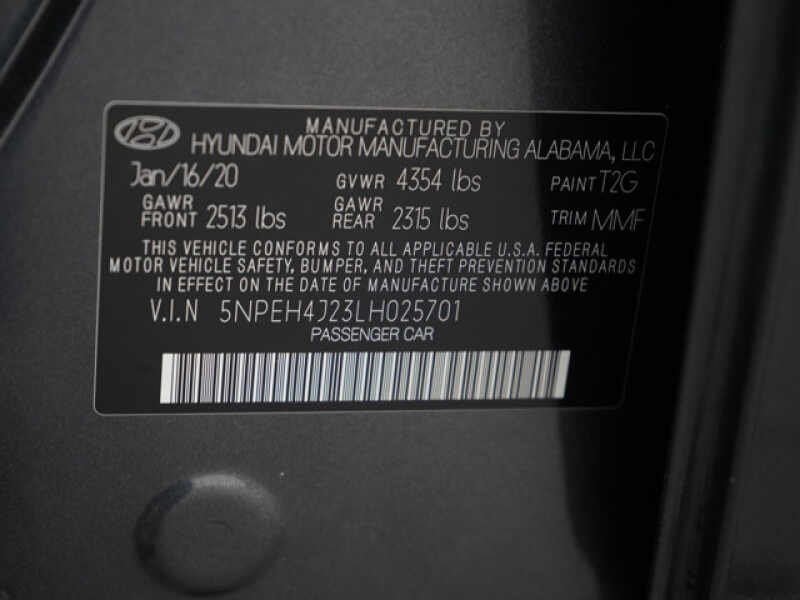 MANUFACTURED BY
HYUNDAI MOTOR MANUFACTURING ALABAMA, LLC
Jan/16/20 GVWR 4354 lbs PAINT T2G
GAWR FRONT 2513 lbs GAWR REAR 2315 lbs TRIM MMF
THIS VEHICLE CONFORMS TO ALL APPLICABLE U.S.A. FEDERAL
MOTOR VEHICLE SAFETY, BUMPER, AND THEFT PREVENTION STANDARDS
IN EFFECT ON THE DATE OF MANUFACTURE SHOWN ABOVE
V.I.N 5NPEH4J23LH025701
PASSENGER CAR